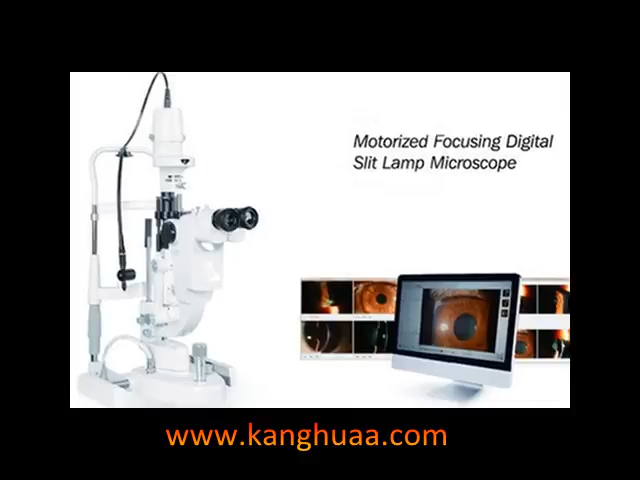 Motorized Focusing Digital
Slit Lamp Microscope
www.kanghuaa.com